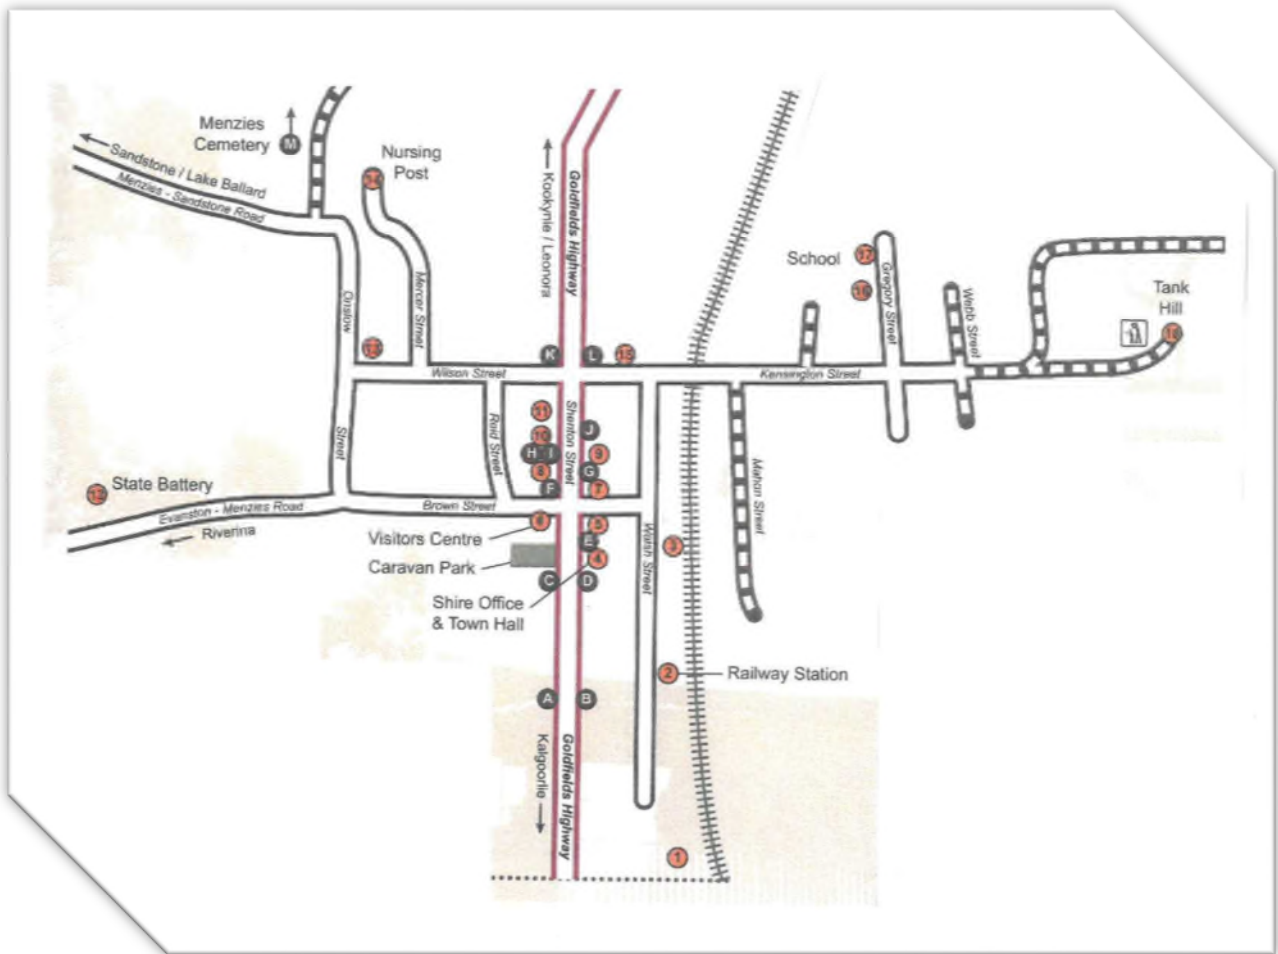 Menzies
Cemetery
M
Nursing
Post
14
Sandstone / Lake Ballard
Menzies - Sandstone Road
Kookynie / Leonora
Goldfields Highway
School
17
16
Gregory Street
Webb Street
Tank
Hill
Onslow
Street
Mercer Street
13
K
L
15
Wilson Street
Kensington Street
Reid Street
Shenton Street
11
10
J
H
I
9
8
G
F
7
State Battery
12
Evanston - Menzies Road
Riverina
Brown Street
Walsh Street
Mahon Street
Visitors Centre
6
5
E
3
Caravan Park
4
C
D
Shire Office
& Town Hall
2
Railway Station
A
B
Kalgoorlie
Goldfields Highway
1